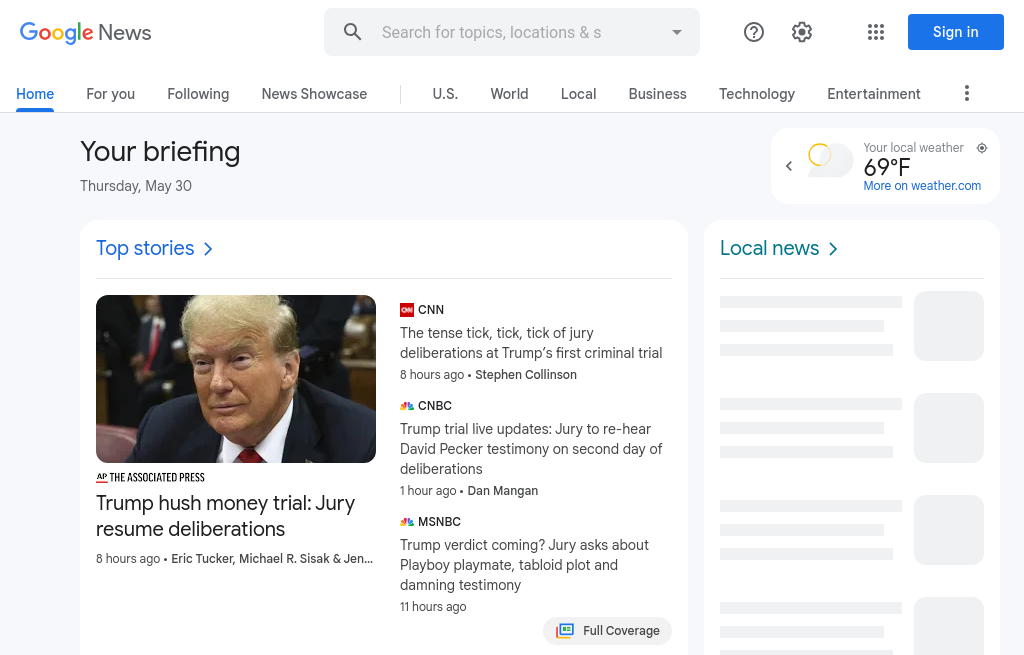 Google News
Search for topics, locations & s
Sign in
Home
For you
Following
News Showcase
U.S.
World
Local
Business
Technology
Entertainment
Your briefing
Thursday, May 30
Your local weather
69°F
More on weather.com
Top stories
AP THE ASSOCIATED PRESS
Trump hush money trial: Jury
resume deliberations
8 hours ago • Eric Tucker, Michael R. Sisak & Jen...
CNN CNN
The tense tick, tick, tick of jury
deliberations at Trump's first criminal trial
8 hours ago • Stephen Collinson
CNBC
Trump trial live updates: Jury to re-hear
David Pecker testimony on second day of
deliberations
1 hour ago • Dan Mangan
MSNBC
Trump verdict coming? Jury asks about
Playboy playmate, tabloid plot and
damning testimony
11 hours ago
Full Coverage
Local news